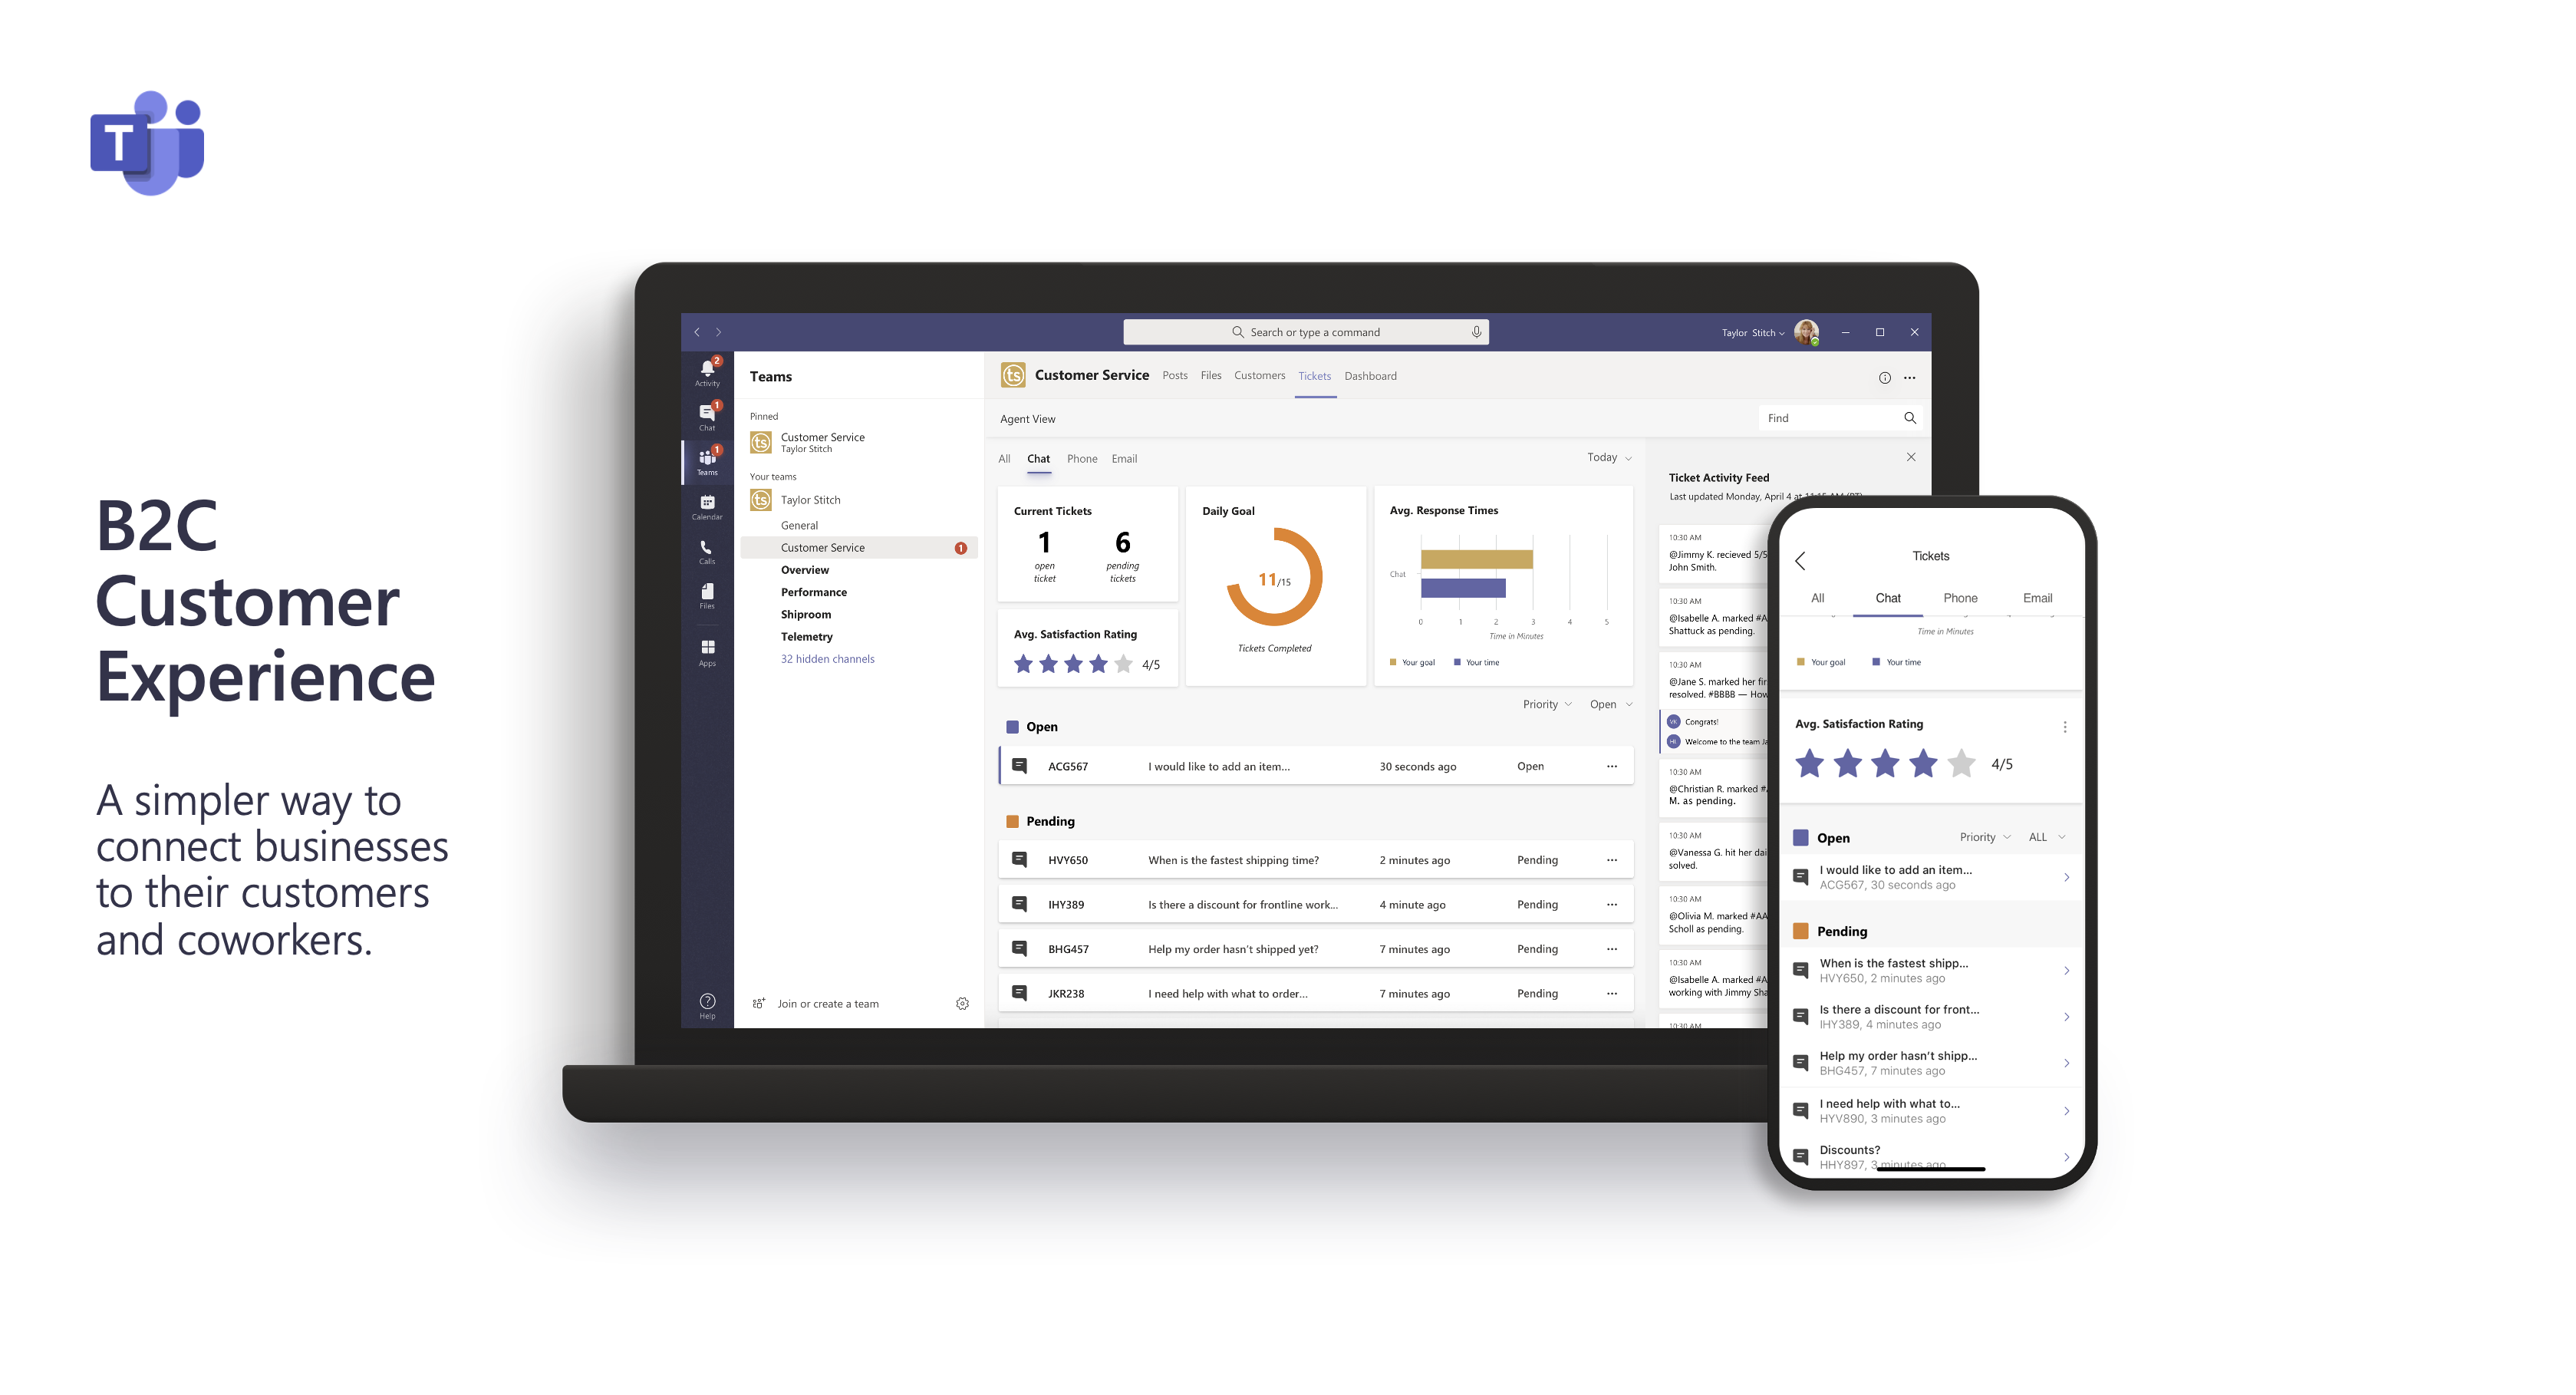 T
B2C
Customer
Experience
A simpler way to
connect businesses
to their customers
and coworkers.
Search or type a command
Taylor Stitch
2
Activity
1
Chat
1
Teams
Calendar
Calls
Files
Apps
Help
Teams
Pinned
ts
Customer Service
Taylor Stitch
Your teams
ts
Taylor Stitch
General
Customer Service 1
Overview
Performance
Shiproom
Telemetry
32 hidden channels
Join or create a team
ts Customer Service Posts Files Customers Tickets Dashboard
Agent View
Find
All Chat Phone Email
Today
Current Tickets
1 6
open pending
ticket tickets
Avg. Satisfaction Rating
4/5
Daily Goal
11/15
Tickets Completed
Avg. Response Times
Chat
0 1 2 3 4 5
Time in Minutes
Your goal Your time
Priority Open
Open
ACG567 I would like to add an item... 30 seconds ago Open
Pending
HVY650 When is the fastest shipping time? 2 minutes ago Pending
IHY389 Is there a discount for frontline work... 4 minute ago Pending
BHG457 Help my order hasn't shipped yet? 7 minutes ago Pending
JKR238 I need help with what to order... 7 minutes ago Pending
Ticket Activity Feed
Last updated Monday, April 4 at 11:15 AM (PT)
10:30 AM
@Jimmy K. recieved 5/5
John Smith.
10:30 AM
@Isabelle A. marked #A
Shattuck as pending.
10:30 AM
@Jane S. marked her fir
resolved. #BBBB — How
VK Congrats!
Welcome to the team Ja
10:30 AM
@Christian R. marked #
M. as pending.
10:30 AM
@Vanessa G. hit her dai
solved.
10:30 AM
@Olivia M. marked #AA
Scholl as pending.
10:30 AM
@Isabelle A. marked #A
working with Jimmy Sha
10:30 AM
Tickets
All Chat Phone Email
Time in Minutes
Your goal Your time
Avg. Satisfaction Rating
4/5
Open Priority ALL
I would like to add an item...
ACG567, 30 seconds ago
Pending
When is the fastest shipp...
HVY650, 2 minutes ago
Is there a discount for front...
IHY389, 4 minutes ago
Help my order hasn't shipp...
BHG457, 7 minutes ago
I need help with what to...
HYV890, 3 minutes ago
Discounts?
HHY897, 3 minutes ago